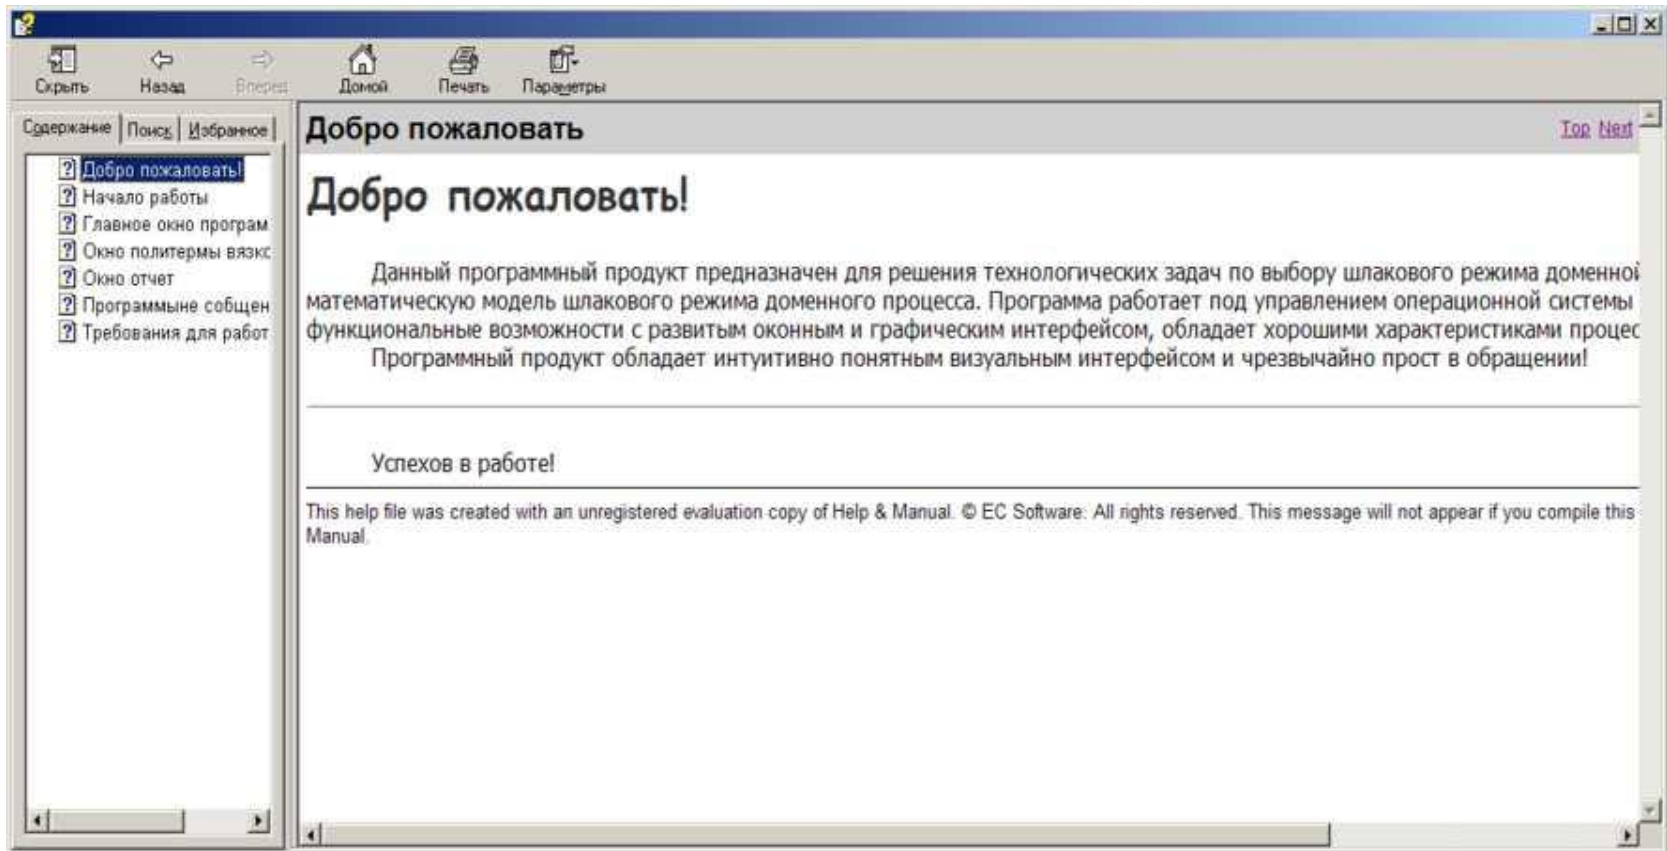 Скрыть Назад Вперед Домой Печать Параметры
Содержание Поиск Избранное
Добро пожаловать!
Начало работы
Главное окно програм
Окно политермы вязкс
Окно отчет
Программыне собщен
Требования для работ
Добро пожаловать
Top Next
Добро пожаловать!
Данный программный продукт предназначен для решения технологических задач по выбору шлакового режима доменной
математическую модель шлакового режима доменного процесса. Программа работает под управлением операционной системы
функциональные возможности с развитым оконным и графическим интерфейсом, обладает хорошими характеристиками процес
Программный продукт обладает интуитивно понятным визуальным интерфейсом и чрезвычайно прост в обращении!
Успехов в работе!
This help file was created with an unregistered evaluation copy of Help & Manual. © EC Software. All rights reserved. This message will not appear if you compile this
Manual.